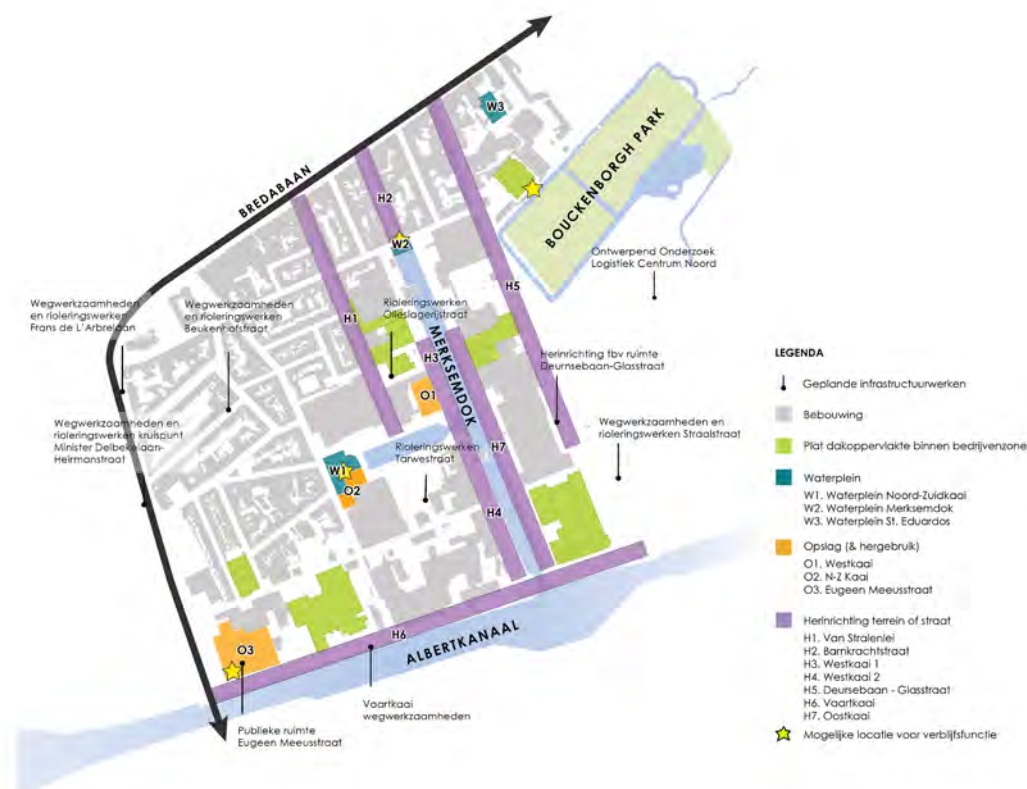 W3
BREDABAAN
H2
BOUCKENBORGH PARK
W2
Ontwerpend Onderzoek
Logistiek Centrum Noord
H5
Wegwerkzaamheden
en rioleringswerken
Frans de L'Arbrelaan
Wegwerkzaamheden
en rioleringswerken
Beukenhofstraat
Rioleringswerken
Olieslagerijstraat
H1
MERKSEMDOK
H3
Herinrichting tbv ruimte
Deurnsebaan-Glasstraat
O1
Wegwerkzaamheden en
rioleringswerken kruispunt
Minister Delbekelaan-
Heirmanstraat
Wegwerkzaamheden en
rioleringswerken Straalstraat
Rioleringswerken
Tarwestraat
H7
W1
O2
H4
H6
ALBERTKANAAL
O3
Vaartkaai
wegwerkzaamheden
Publieke ruimte
Eugeen Meeusstraat
LEGENDA
Geplande infrastructuurwerken
Bebouwing
Plat dakoppervlakte binnen bedrijvenzone
Waterplein
W1. Waterplein Noord-Zuidkaai
W2. Waterplein Merksemdok
W3. Waterplein St. Eduardos
Opslag (& hergebruik)
O1. Westkaai
O2. N-Z Kaai
O3. Eugeen Meeusstraat
Herinrichting terrein of straat
H1. Van Stralenlei
H2. Barnkrachtstraat
H3. Westkaai 1
H4. Westkaai 2
H5. Deursebaan - Glasstraat
H6. Vaartkaai
H7. Oostkaai
Mogelijke locatie voor verblijfsfunctie